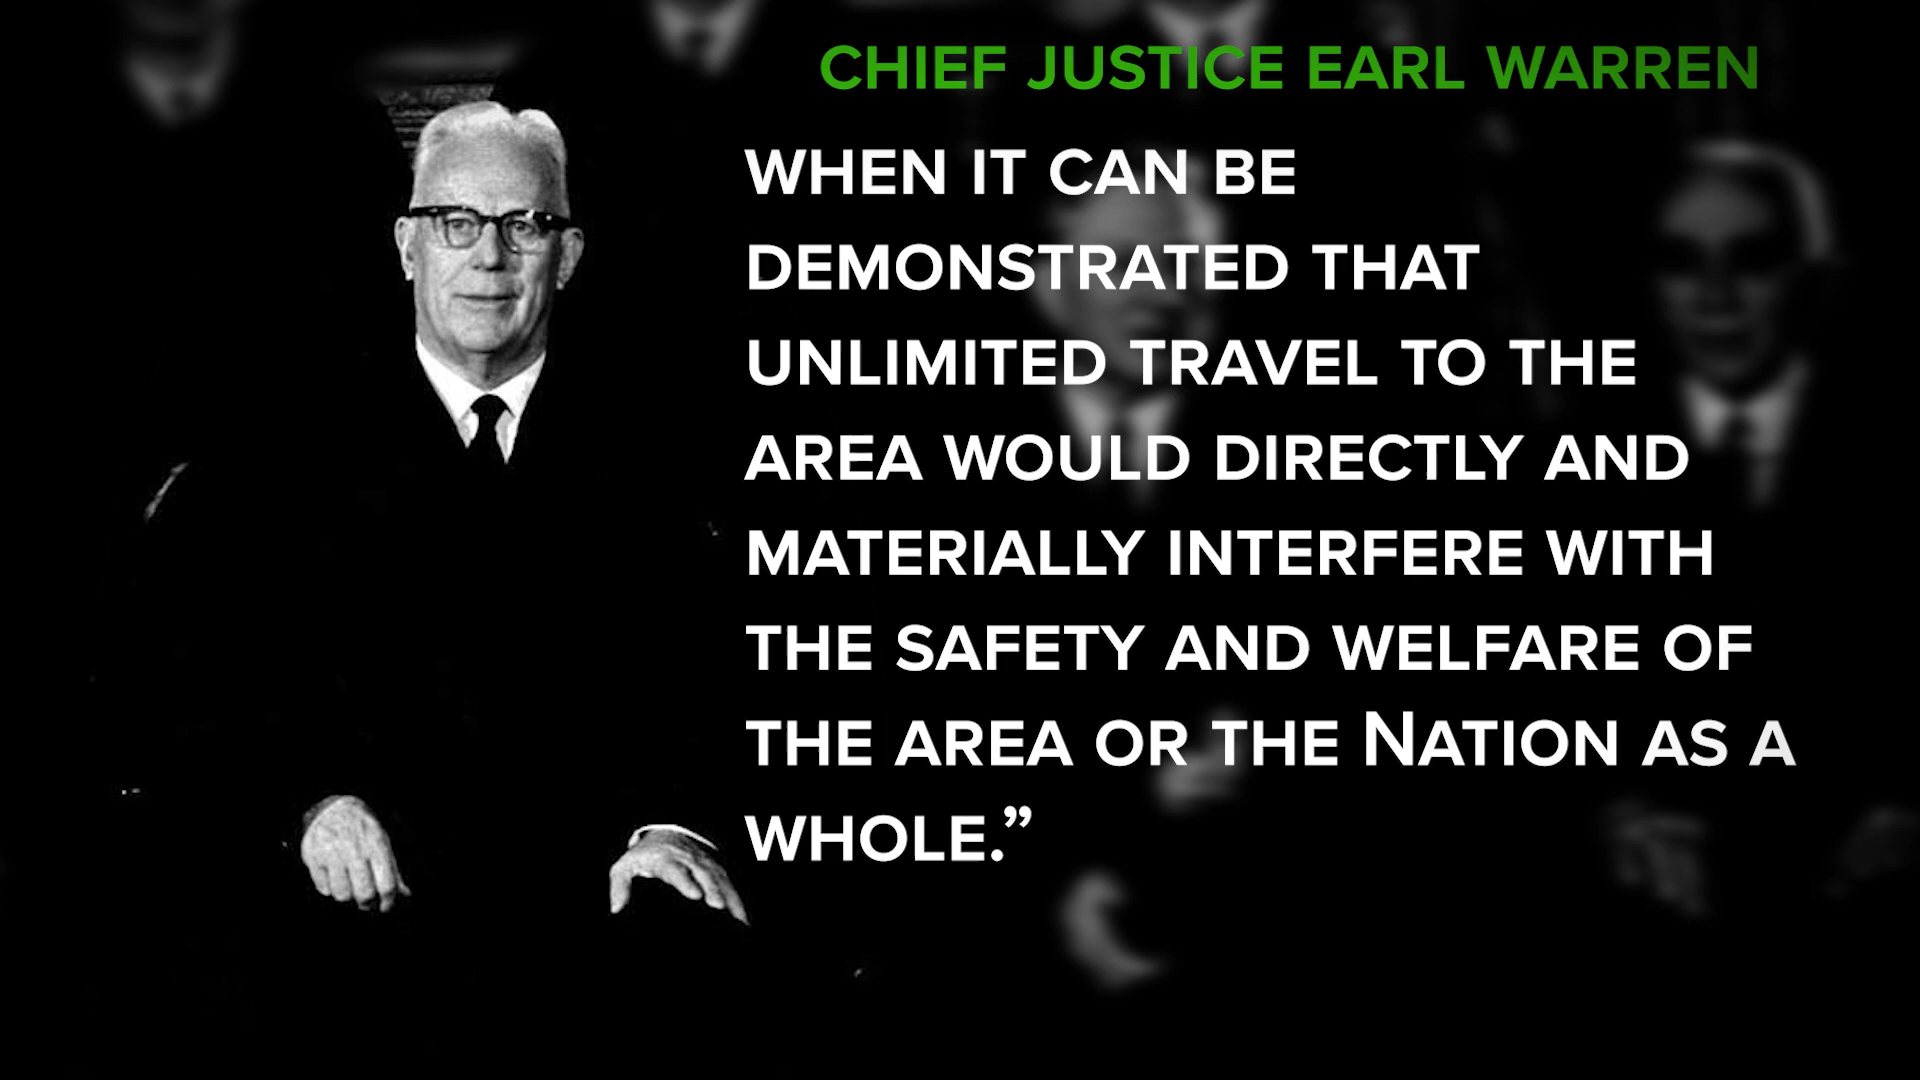 CHIEF JUSTICE EARL WARREN
WHEN IT CAN BE
DEMONSTRATED THAT
UNLIMITED TRAVEL TO THE
AREA WOULD DIRECTLY AND
MATERIALLY INTERFERE WITH
THE SAFETY AND WELFARE OF
THE AREA OR THE NATION AS A
WHOLE.”